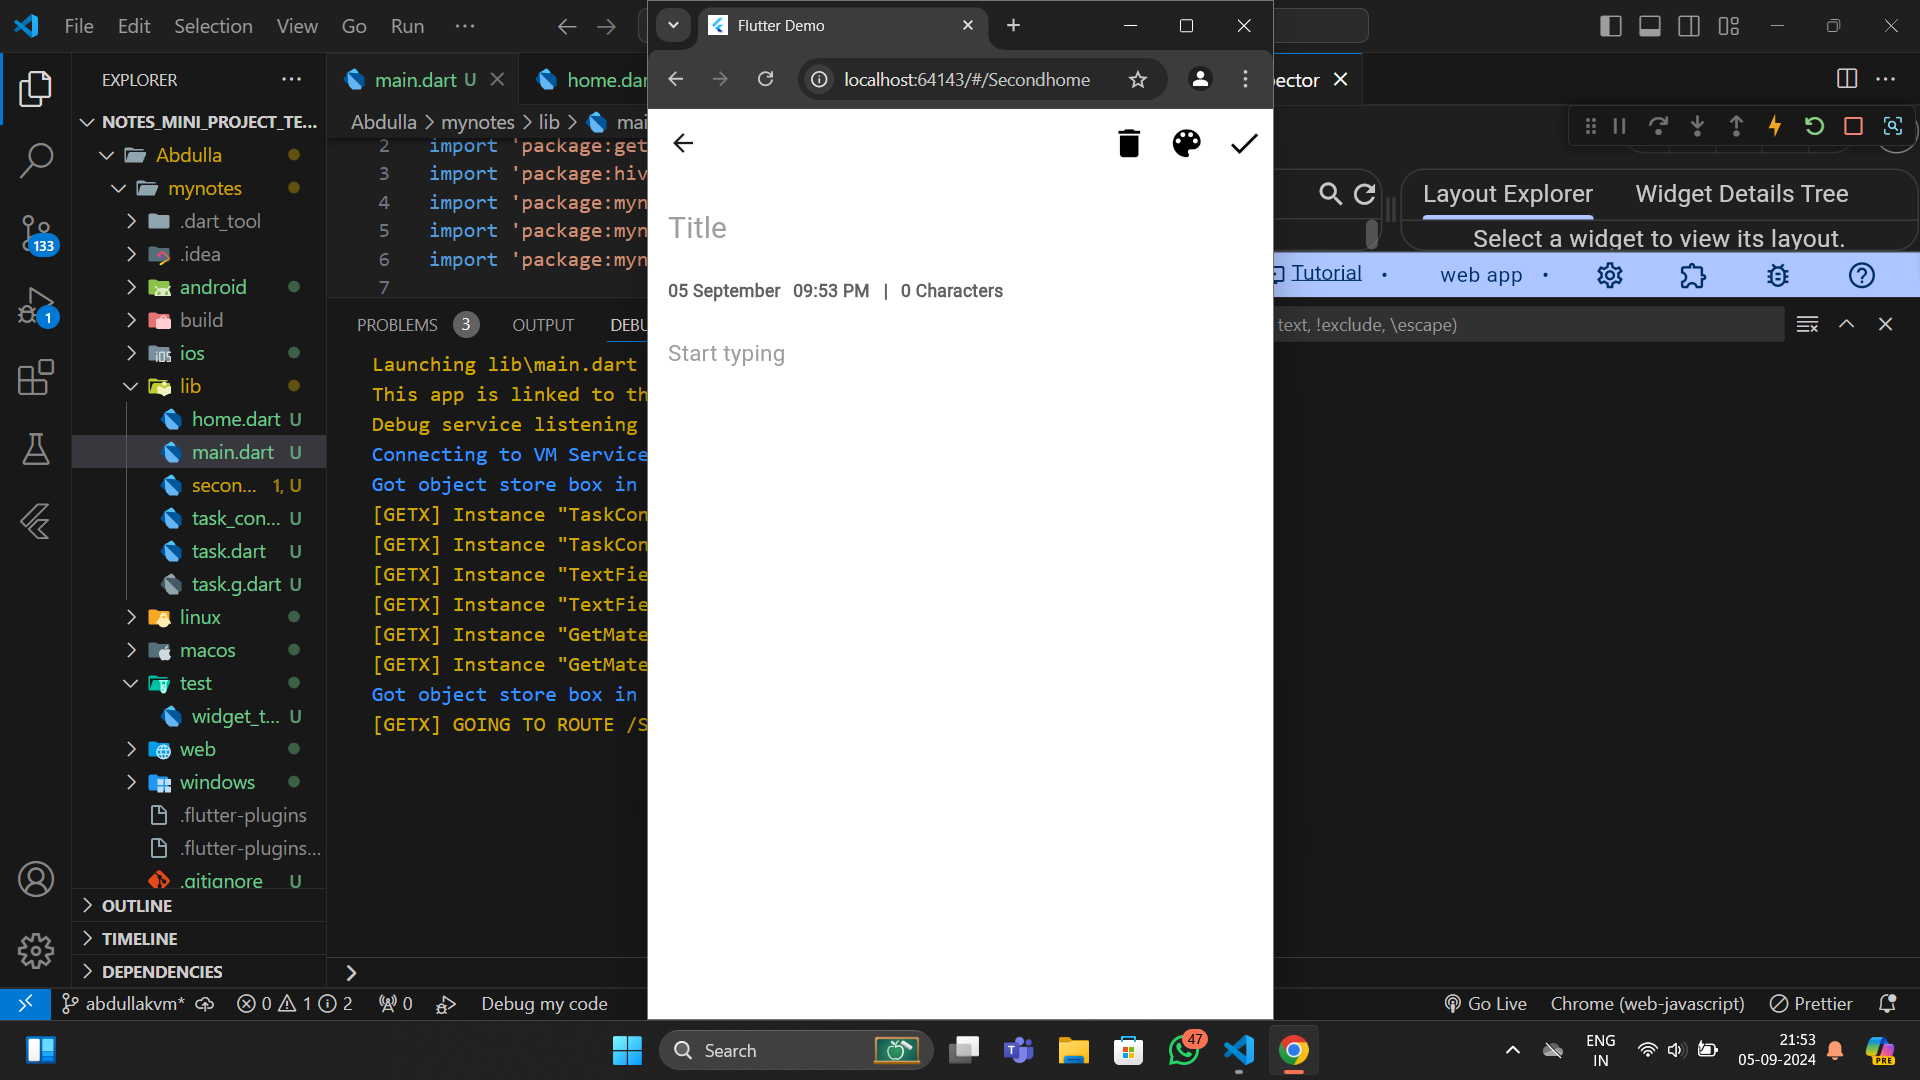 File Edit Selection View Go Run ···
EXPLORER
NOTES_MINI_PROJECT_TE...
Abdulla
mynotes
.dart_tool
.idea
android
build
ios
lib
home.dart U
main.dart U
secon... 1, U
task_con... U
task.dart U
task.g.dart U
linux
macos
test
widget_t... U
web
windows
.flutter-plugins
.flutter-plugins...
.gitignore U
OUTLINE
TIMELINE
DEPENDENCIES
133
1
main.dart U
home.dar
Abdulla > mynotes > lib > mai
2 import 'package:get
3 import 'package:hiv
4 import 'package:myn
5 import 'package:myn
6 import 'package:myn
7
PROBLEMS 3 OUTPUT DEBU
Launching lib\main.dart
This app is linked to th
Debug service listening
Connecting to VM Service
Got object store box in
[GETX] Instance "TaskCon
[GETX] Instance "TaskCon
[GETX] Instance "TextFie
[GETX] Instance "TextFie
[GETX] Instance "GetMate
[GETX] Instance "GetMate
Got object store box in
[GETX] GOING TO ROUTE /S
Flutter Demo
localhost:64143/#/Secondhome
Title
05 September 09:53 PM | 0 Characters
Start typing
ector
Layout Explorer Widget Details Tree
Select a widget to view its layout.
Tutorial • web app •
text, !exclude, \escape)
abdullakvm* 0 1 2 0 Debug my code
Go Live Chrome (web-javascript) Prettier
Search
47
PRE
ENG
IN
21:53
05-09-2024